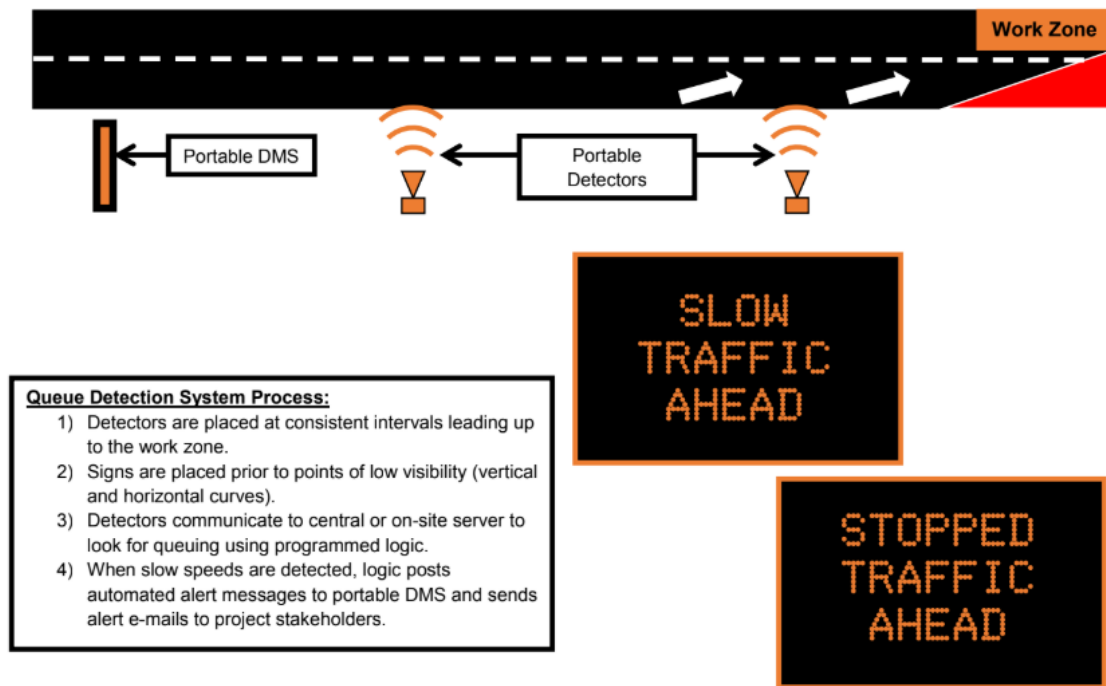 Work Zone
Portable DMS
Portable
Detectors
SLOW
TRAFFIC
AHEAD
Queue Detection System Process:
1) Detectors are placed at consistent intervals leading up
to the work zone.
2) Signs are placed prior to points of low visibility (vertical
and horizontal curves).
3) Detectors communicate to central or on-site server to
look for queuing using programmed logic.
4) When slow speeds are detected, logic posts
automated alert messages to portable DMS and sends
alert e-mails to project stakeholders.
STOPPED
TRAFFIC
AHEAD